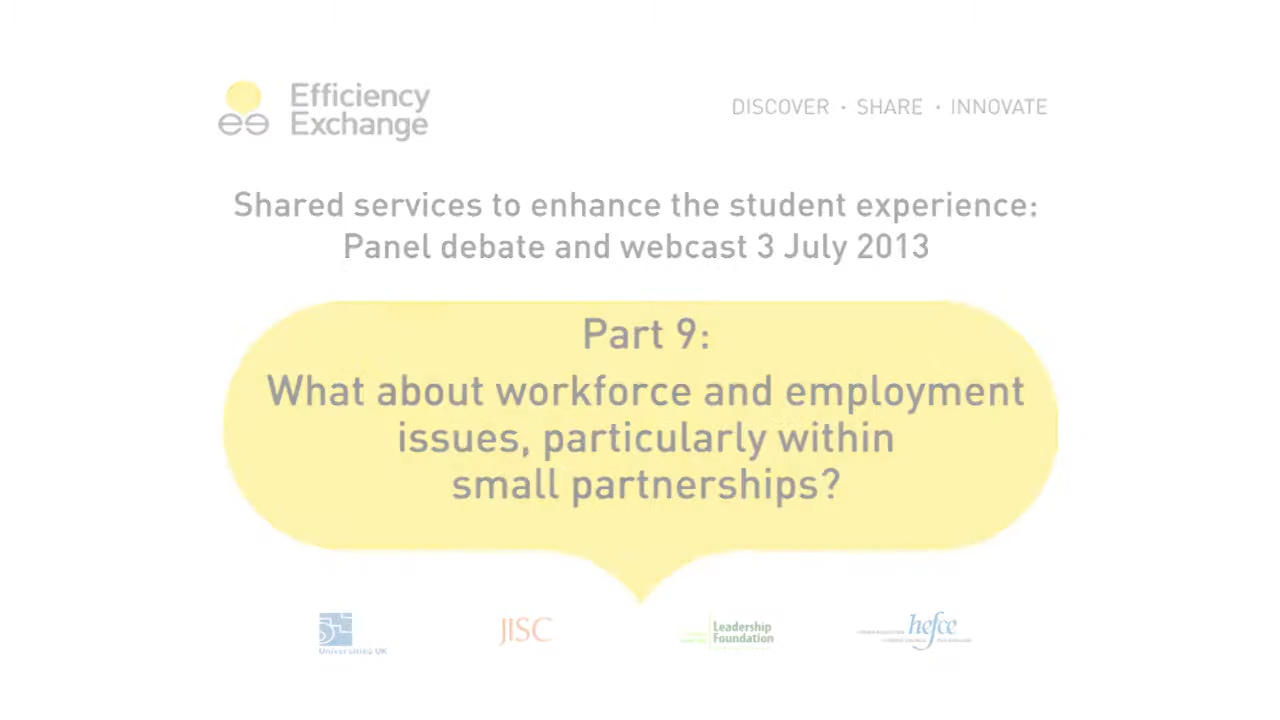 Efficiency
Exchange
DISCOVER · SHARE · INNOVATE
Shared services to enhance the student experience:
Panel debate and webcast 3 July 2013
Part 9:
What about workforce and employment
issues, particularly within
small partnerships?
Universities UK
JISC
Leadership
Foundation
hefce